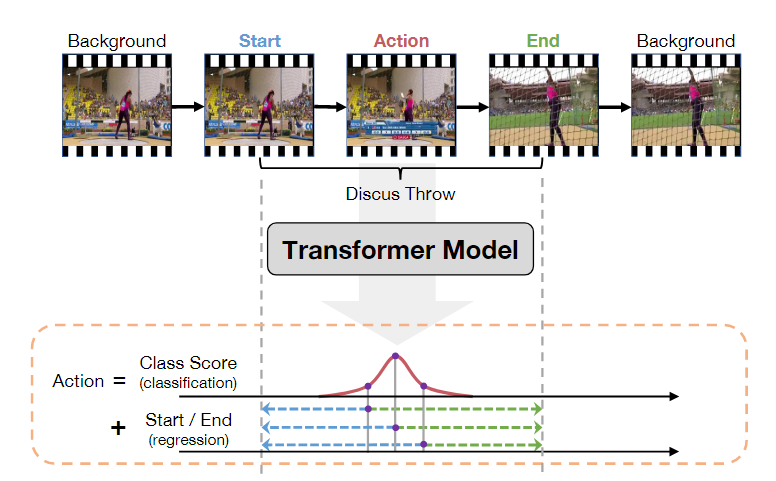 Background
Start
Action
End
Background
Discus Throw
Transformer Model
Action = Class Score
(classification)
+ Start / End
(regression)